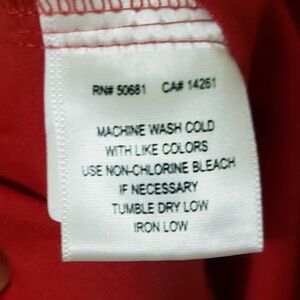 RN# 50681 CA# 14261
MACHINE WASH COLD
WITH LIKE COLORS
USE NON-CHLORINE BLEACH
IF NECESSARY
TUMBLE DRY LOW
IRON LOW